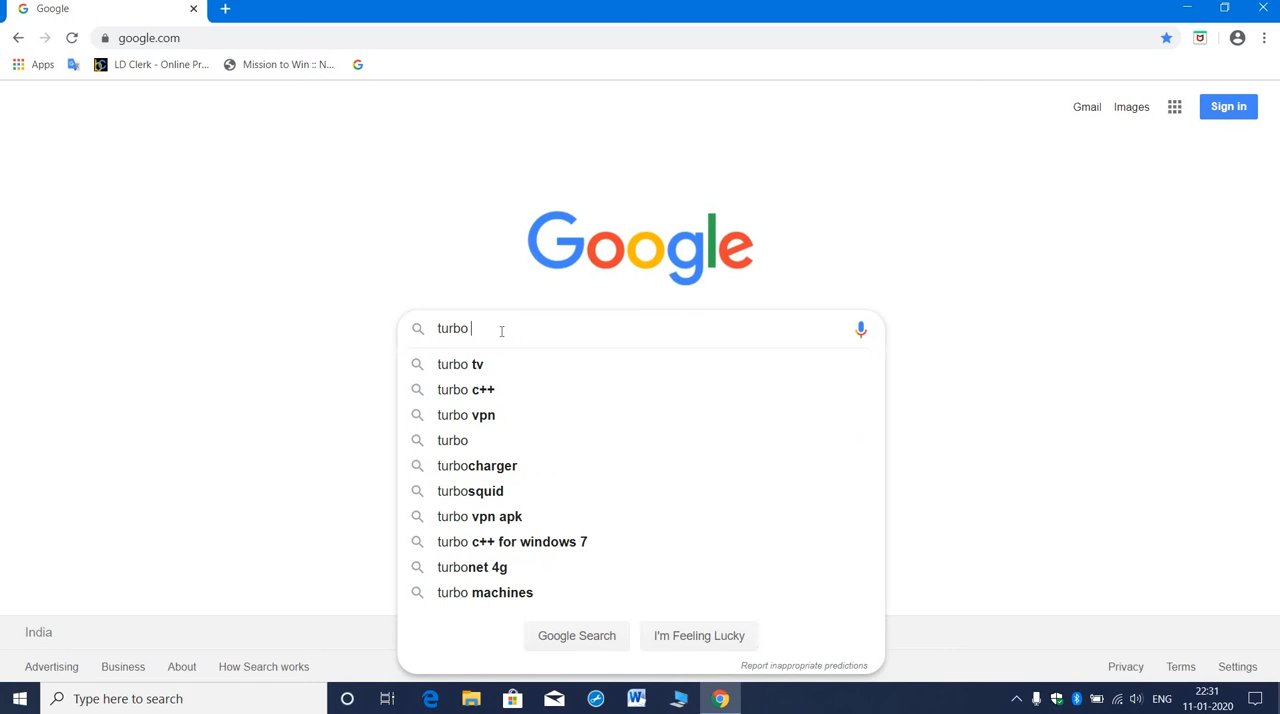 Google
google.com
Apps
LD Clerk - Online Pr...
Mission to Win :: N...
Gmail Images Sign in
Google
turbo
turbo tv
turbo c++
turbo vpn
turbo
turbocharger
turbosquid
turbo vpn apk
turbo c++ for windows 7
turbonet 4g
turbo machines
Google Search I'm Feeling Lucky
Report inappropriate predictions
India
Advertising Business About How Search works Privacy Terms Settings
Type here to search
ENG
22:31
11-01-2020